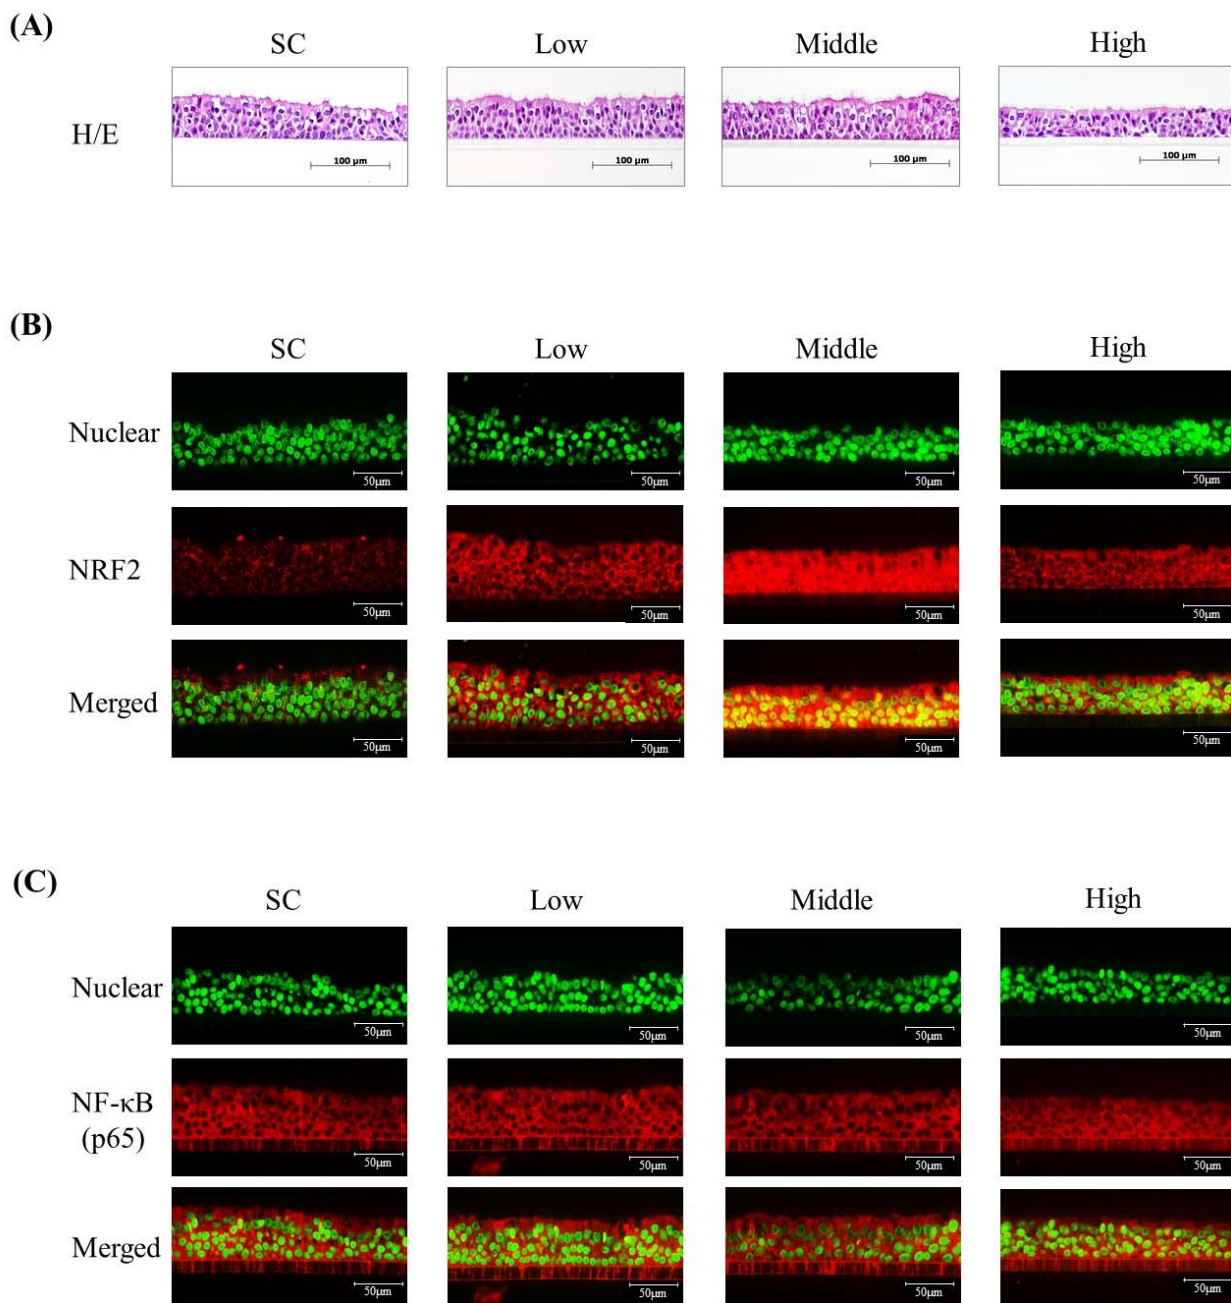 (A)
SC Low Middle High
H/E
100 µm 100 µm 100 µm 100 µm
(B)
SC Low Middle High
Nuclear
50µm 50µm 50µm 50µm
NRF2
50µm 50µm 50µm 50µm
Merged
50µm 50µm 50µm 50µm
(C)
SC Low Middle High
Nuclear
50µm 50µm 50µm 50µm
NF-κB
(p65)
50µm 50µm 50µm 50µm
Merged
50µm 50µm 50µm 50µm